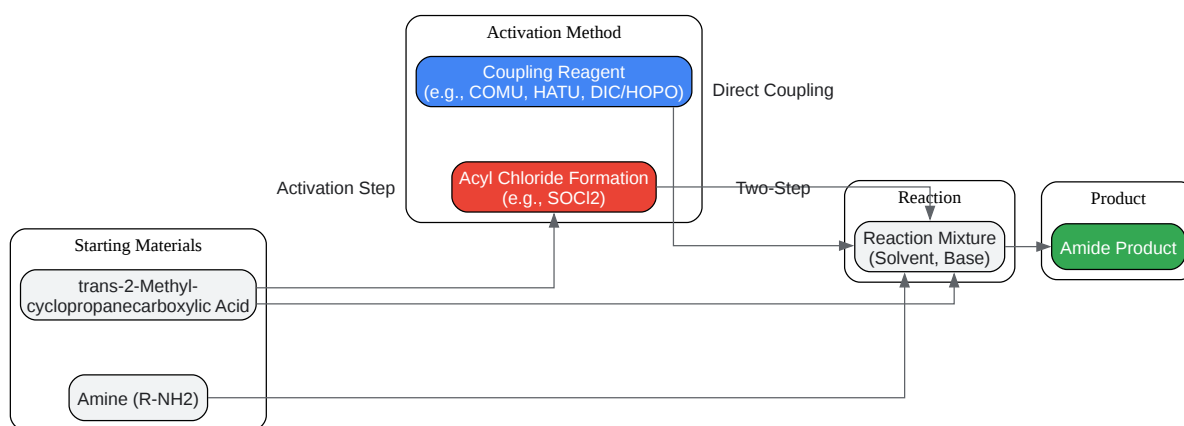 Activation Method
Coupling Reagent
(e.g., COMU, HATU, DIC/HOPO)
Direct Coupling
Activation Step
Acyl Chloride Formation
(e.g., SOCl2)
Two-Step
Reaction
Reaction Mixture
(Solvent, Base)
Product
Amide Product
Starting Materials
trans-2-Methyl-
cyclopropanecarboxylic Acid
Amine (R-NH2)